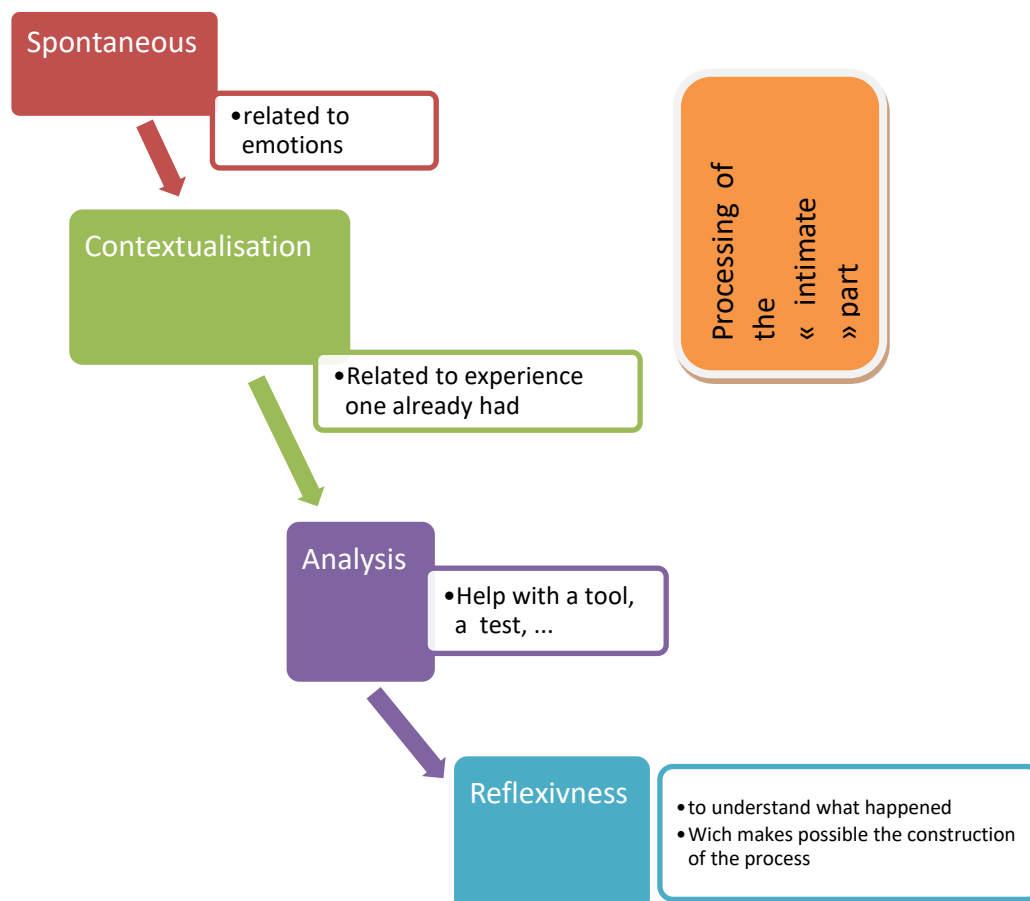 Spontaneous
•related to
emotions
Processing of
the
« intimate
» part
Contextualisation
•Related to experience
one already had
Analysis
•Help with a tool,
a test, ...
Reflexivness
•to understand what happened
•Wich makes possible the construction
of the process